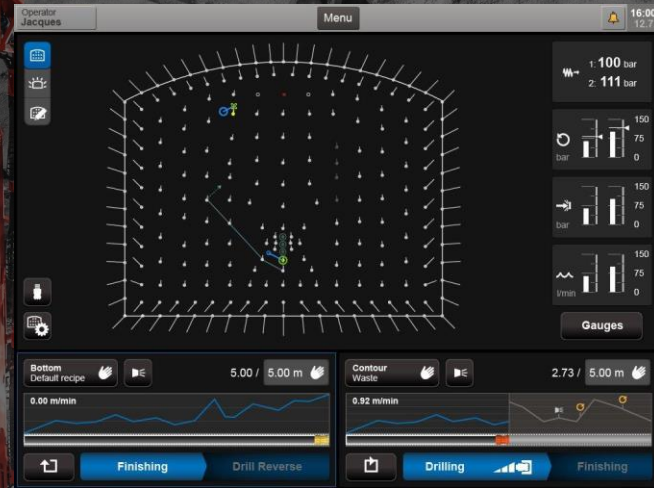 Operator
Jacques
Menu
16:00
12.7
1: 100 bar
2: 111 bar
150
75
0
bar
150
75
0
bar
150
75
0
l/min
Gauges
Bottom
Default recipe
5.00 / 5.00 m
0.00 m/min
Finishing
Drill Reverse
Contour
Waste
2.73 / 5.00 m
0.92 m/min
Drilling
Finishing